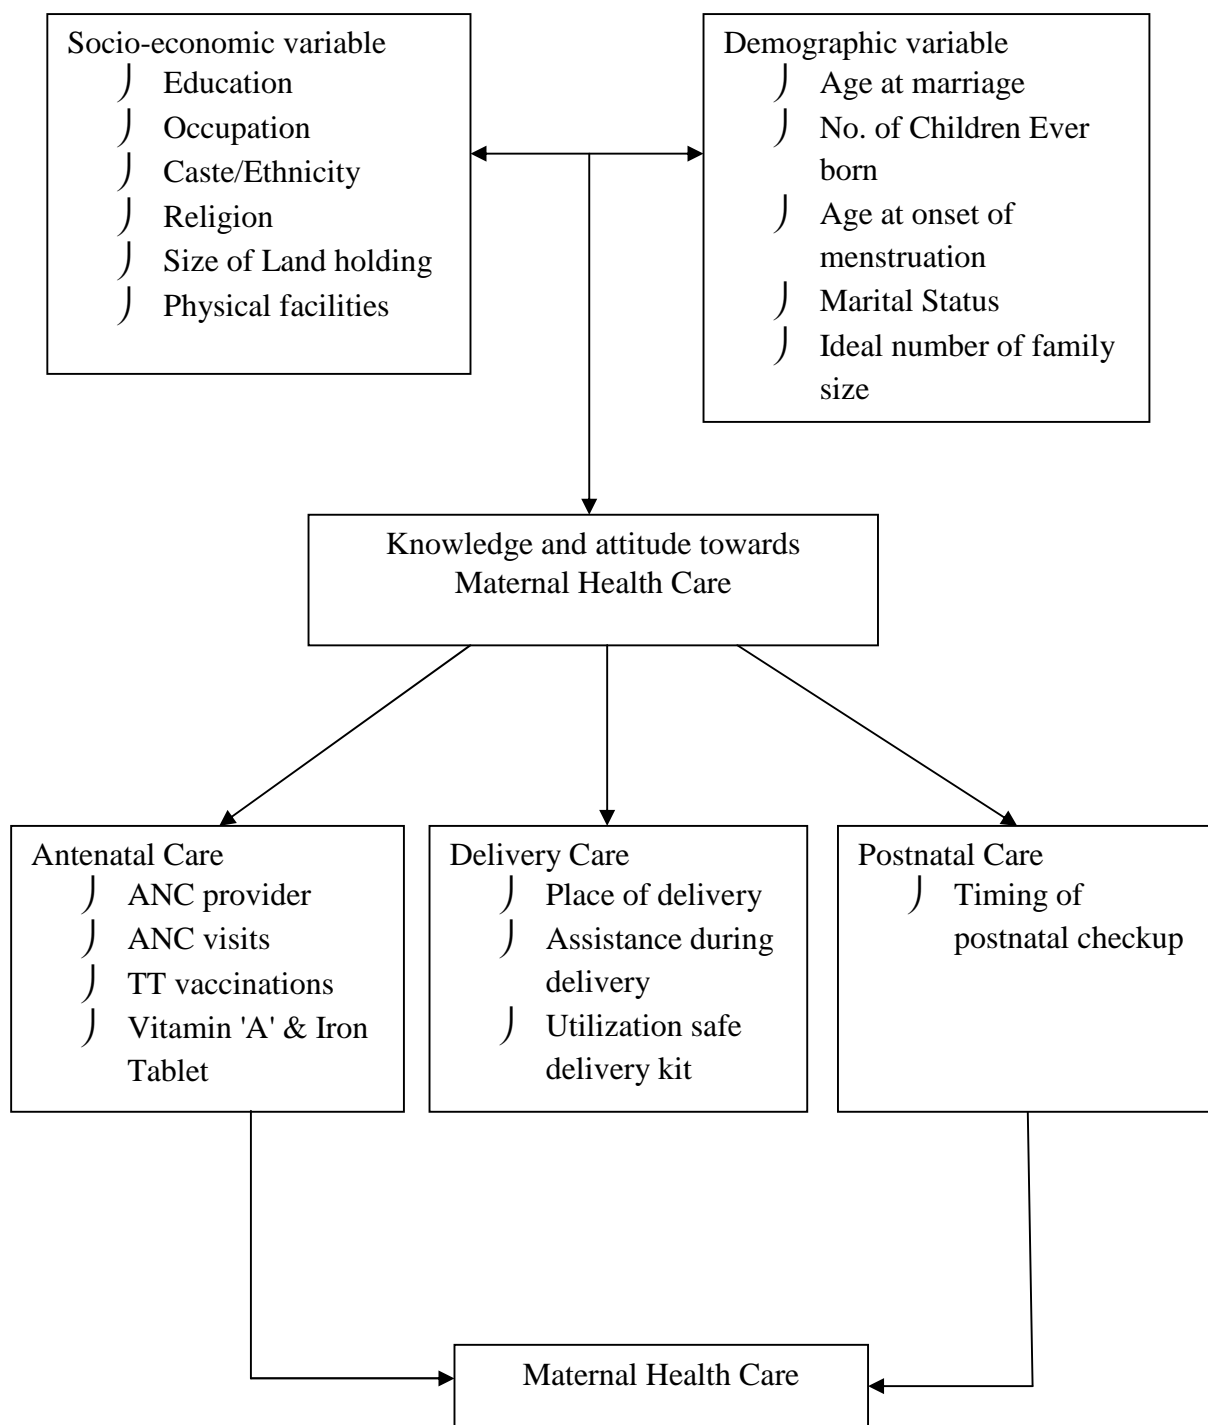 Socio-economic variable
Education
Occupation
Caste/Ethnicity
Religion
Size of Land holding
Physical facilities
Demographic variable
Age at marriage
No. of Children Ever
born
Age at onset of
menstruation
Marital Status
Ideal number of family
size
Knowledge and attitude towards
Maternal Health Care
Antenatal Care
ANC provider
ANC visits
TT vaccinations
Vitamin 'A' & Iron
Tablet
Delivery Care
Place of delivery
Assistance during
delivery
Utilization safe
delivery kit
Postnatal Care
Timing of
postnatal checkup
Maternal Health Care